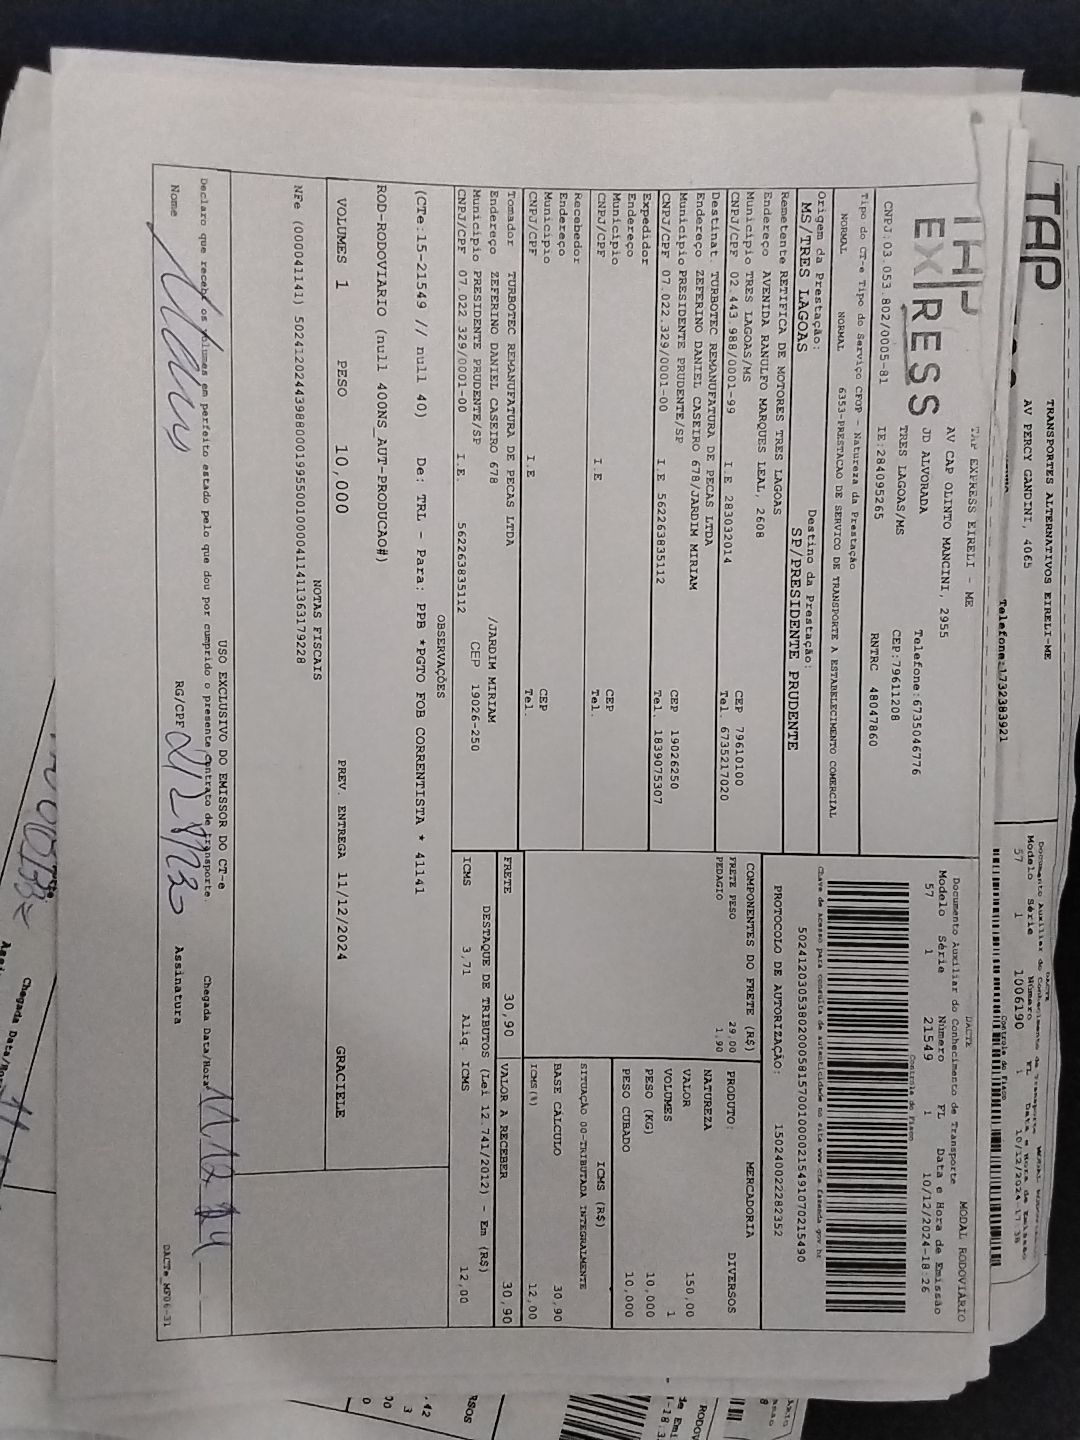 TAP
TRANSPORTES ALTERNATIVOS EIRELI-ME
AV PERCY GANDINI, 4065
Telefone:1732383921
Modelo Série Número FL
57 1 1006190 1
Controle do Fisco
EXPRESS
TAP EXPRESS EIRELI - ME
AV CAP OLINTO MANCINI, 2955
JD ALVORADA
TRES LAGOAS/MS
Telefone:6735046776
CEP:79611208
CNPJ:03.053.802/0005-81 IE:284095265 RNTRC 48047860
DACTE MODAL RODOVIÁRIO
Documento Auxiliar do Conhecimento de Transporte
Modelo Série Número FL Data e Hora de Emissão
57 1 21549 1 10/12/2024-18:26
Controle do Fisco
Chave de Acesso para consulta de autenticidade no site www.cte.fazenda.gov.br
50241203053802000581570010000215491070215490
PROTOCOLO DE AUTORIZAÇÃO: 150240022282352
Tipo do CT-e Tipo do Serviço CFOP - Natureza da Prestação
NORMAL NORMAL 6353-PRESTACAO DE SERVICO DE TRANSPORTE A ESTABELECIMENTO COMERCIAL
Origem da Prestação: Destino da Prestação:
MS/TRES LAGOAS SP/PRESIDENTE PRUDENTE
Remetente RETIFICA DE MOTORES TRES LAGOAS
Endereço AVENIDA RANULFO MARQUES LEAL, 2608
Município TRES LAGOAS/MS CEP 79610100
CNPJ/CPF 02.443.988/0001-99 I.E 283032014 Tel. 6735217020
Destinat. TURBOTEC REMANUFATURA DE PECAS LTDA
Endereço ZEFERINO DANIEL CASEIRO 678/JARDIM MIRIAM
Município PRESIDENTE PRUDENTE/SP CEP 19026250
CNPJ/CPF 07.022.329/0001-00 I.E 562263835112 Tel. 1839075307
Expedidor
Endereço
Município CEP
CNPJ/CPF I.E Tel.
Recebedor
Endereço
Município CEP
CNPJ/CPF I.E Tel.
Tomador TURBOTEC REMANUFATURA DE PECAS LTDA
Endereço ZEFERINO DANIEL CASEIRO 678 /JARDIM MIRIAM
Município PRESIDENTE PRUDENTE/SP CEP 19026-250
CNPJ/CPF 07.022.329/0001-00 I.E. 562263835112
COMPONENTES DO FRETE (R$)
FRETE PESO 29,00
PEDAGIO 1,90
PRODUTO: MERCADORIA
NATUREZA DIVERSOS
VALOR 150,00
VOLUMES 1
PESO (KG) 10,000
PESO CUBADO 10,000
ICMS (R$)
SITUAÇÃO 00-TRIBUTADA INTEGRALMENTE
BASE CÁLCULO 30,90
ICMS(%) 12,00
FRETE 30,90 VALOR A RECEBER 30,90
DESTAQUE DE TRIBUTOS (Lei 12.741/2012) - Em (R$)
ICMS 3,71 Aliq. ICMS 12,00
OBSERVAÇÕES
(CTe:15-21549 // null 40) De: TRL - Para: PPB *PGTO FOB CORRENTISTA * 41141
ROD-RODOVIARIO (null 400NS_AUT-PRODUCAO#)
VOLUMES 1 PESO 10,000 PREV. ENTREGA 11/12/2024 GRACIELE
NOTAS FISCAIS
NFe (000041141) 50241202443988000199550010000411411363179228
USO EXCLUSIVO DO EMISSOR DO CT-e
Declaro que recebi os volumes em perfeito estado pelo que dou por cumprido o presente contrato de transporte.
Nome RG/CPF Assinatura Chegada Data/Hora 11 12 24
DACTe_MF06-31
Chegada Data/Hor